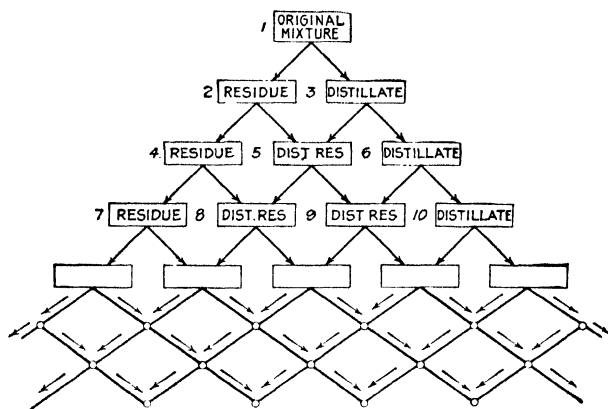 1 ORIGINAL
MIXTURE
2 RESIDUE 3 DISTILLATE
4 RESIDUE 5 DIST RES 6 DISTILLATE
7 RESIDUE 8 DIST. RES 9 DIST RES 10 DISTILLATE